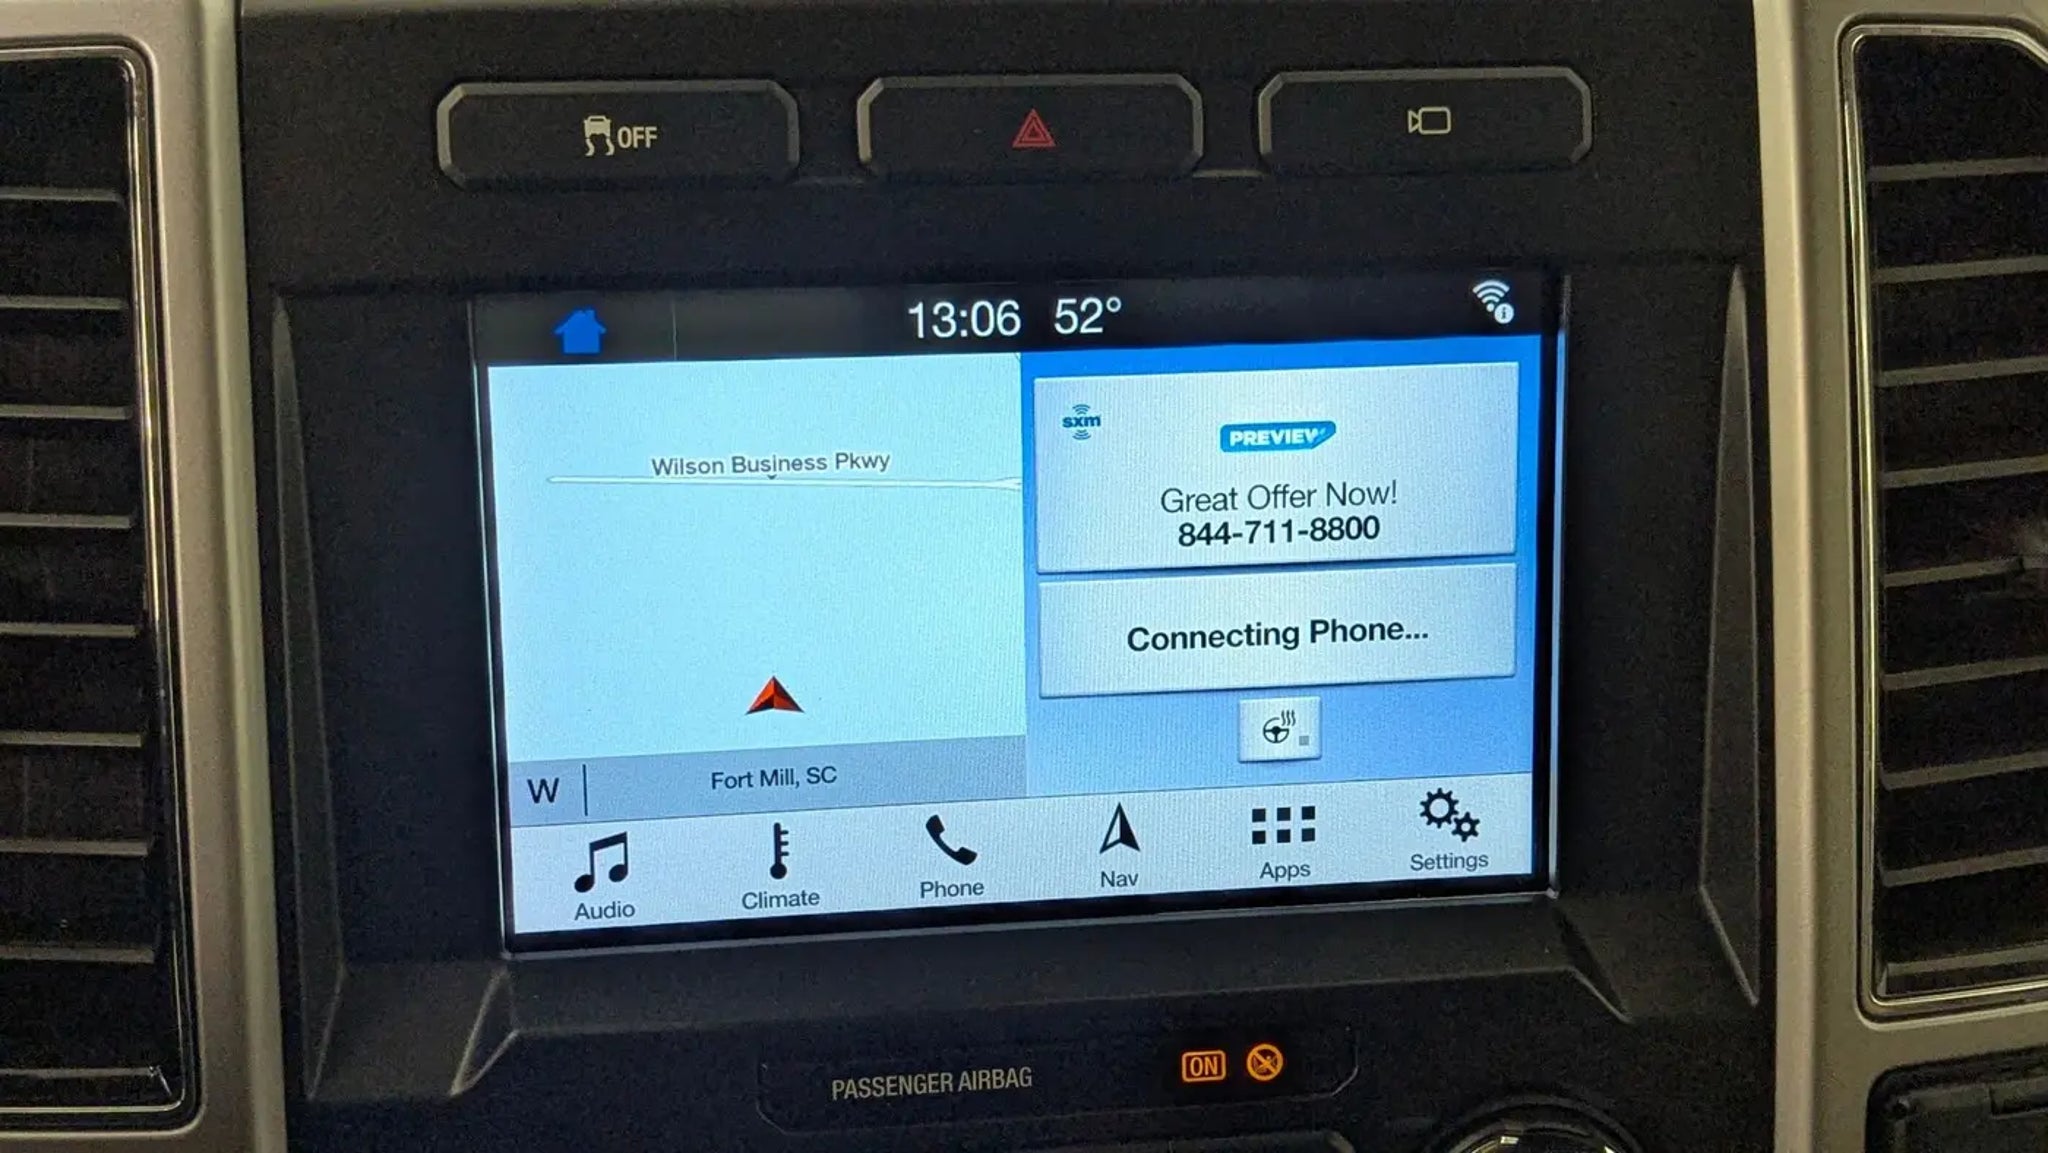 OFF
13:06 52°
Wilson Business Pkwy
sxm
PREVIEW
Great Offer Now!
844-711-8800
Connecting Phone...
W
Fort Mill, SC
Audio
Climate
Phone
Nav
Apps
Settings
PASSENGER AIRBAG
ON